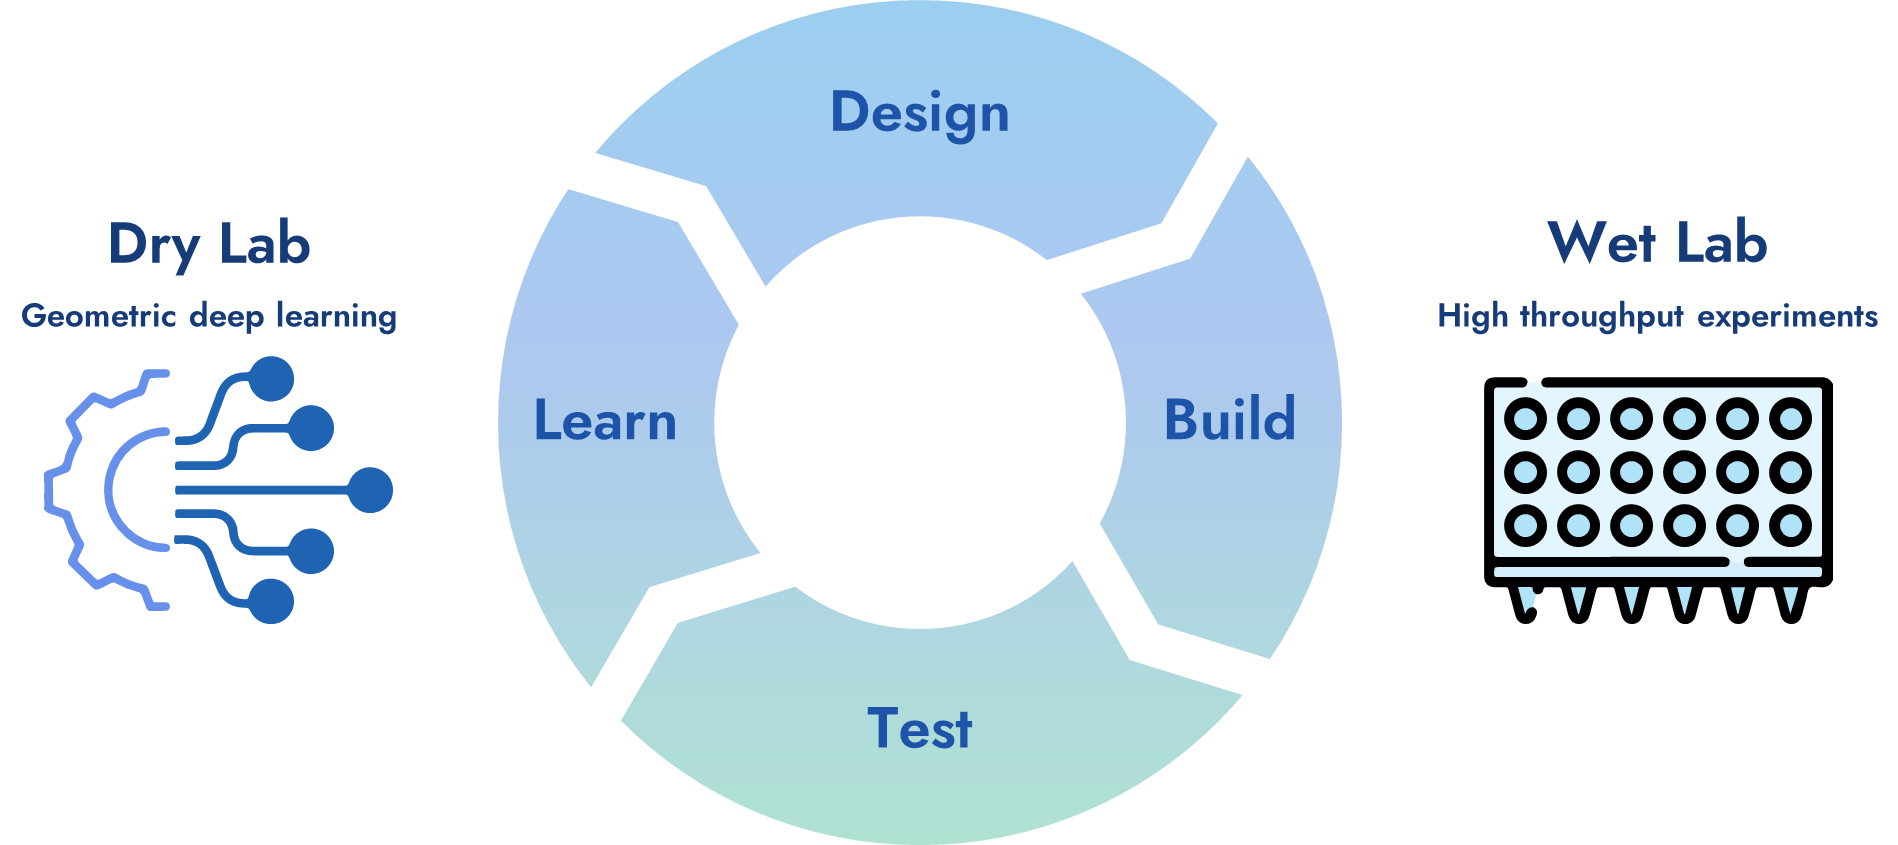 Design
Dry Lab
Geometric deep learning
Wet Lab
High throughput experiments
Learn
Build
Test